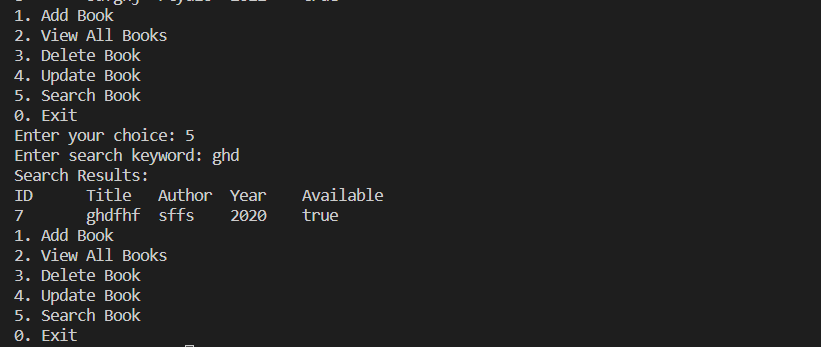 1. Add Book
2. View All Books
3. Delete Book
4. Update Book
5. Search Book
0. Exit
Enter your choice: 5
Enter search keyword: ghd
Search Results:
ID      Title   Author  Year    Available
7       ghdfhf  sffs    2020    true
1. Add Book
2. View All Books
3. Delete Book
4. Update Book
5. Search Book
0. Exit